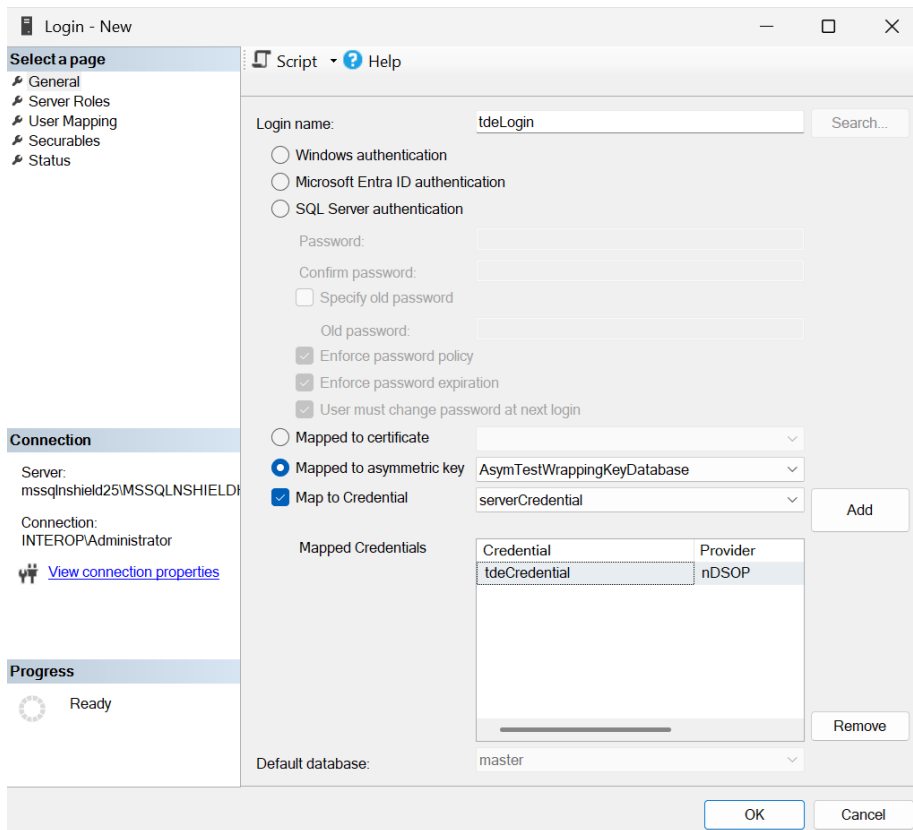 Login - New
Select a page
General
Server Roles
User Mapping
Securables
Status
Script
Help
Login name:
tdeLogin
Search...
Windows authentication
Microsoft Entra ID authentication
SQL Server authentication
Password:
Confirm password:
Specify old password
Old password:
Enforce password policy
Enforce password expiration
User must change password at next login
Mapped to certificate
Mapped to asymmetric key
AsymTestWrappingKeyDatabase
Map to Credential
serverCredential
Add
Mapped Credentials
Credential
Provider
tdeCredential
nDSOP
Remove
Default database:
master
Connection
Server:
mssqlnshield25\MSSQLNSHIELD
Connection:
INTEROP\Administrator
View connection properties
Progress
Ready
OK
Cancel